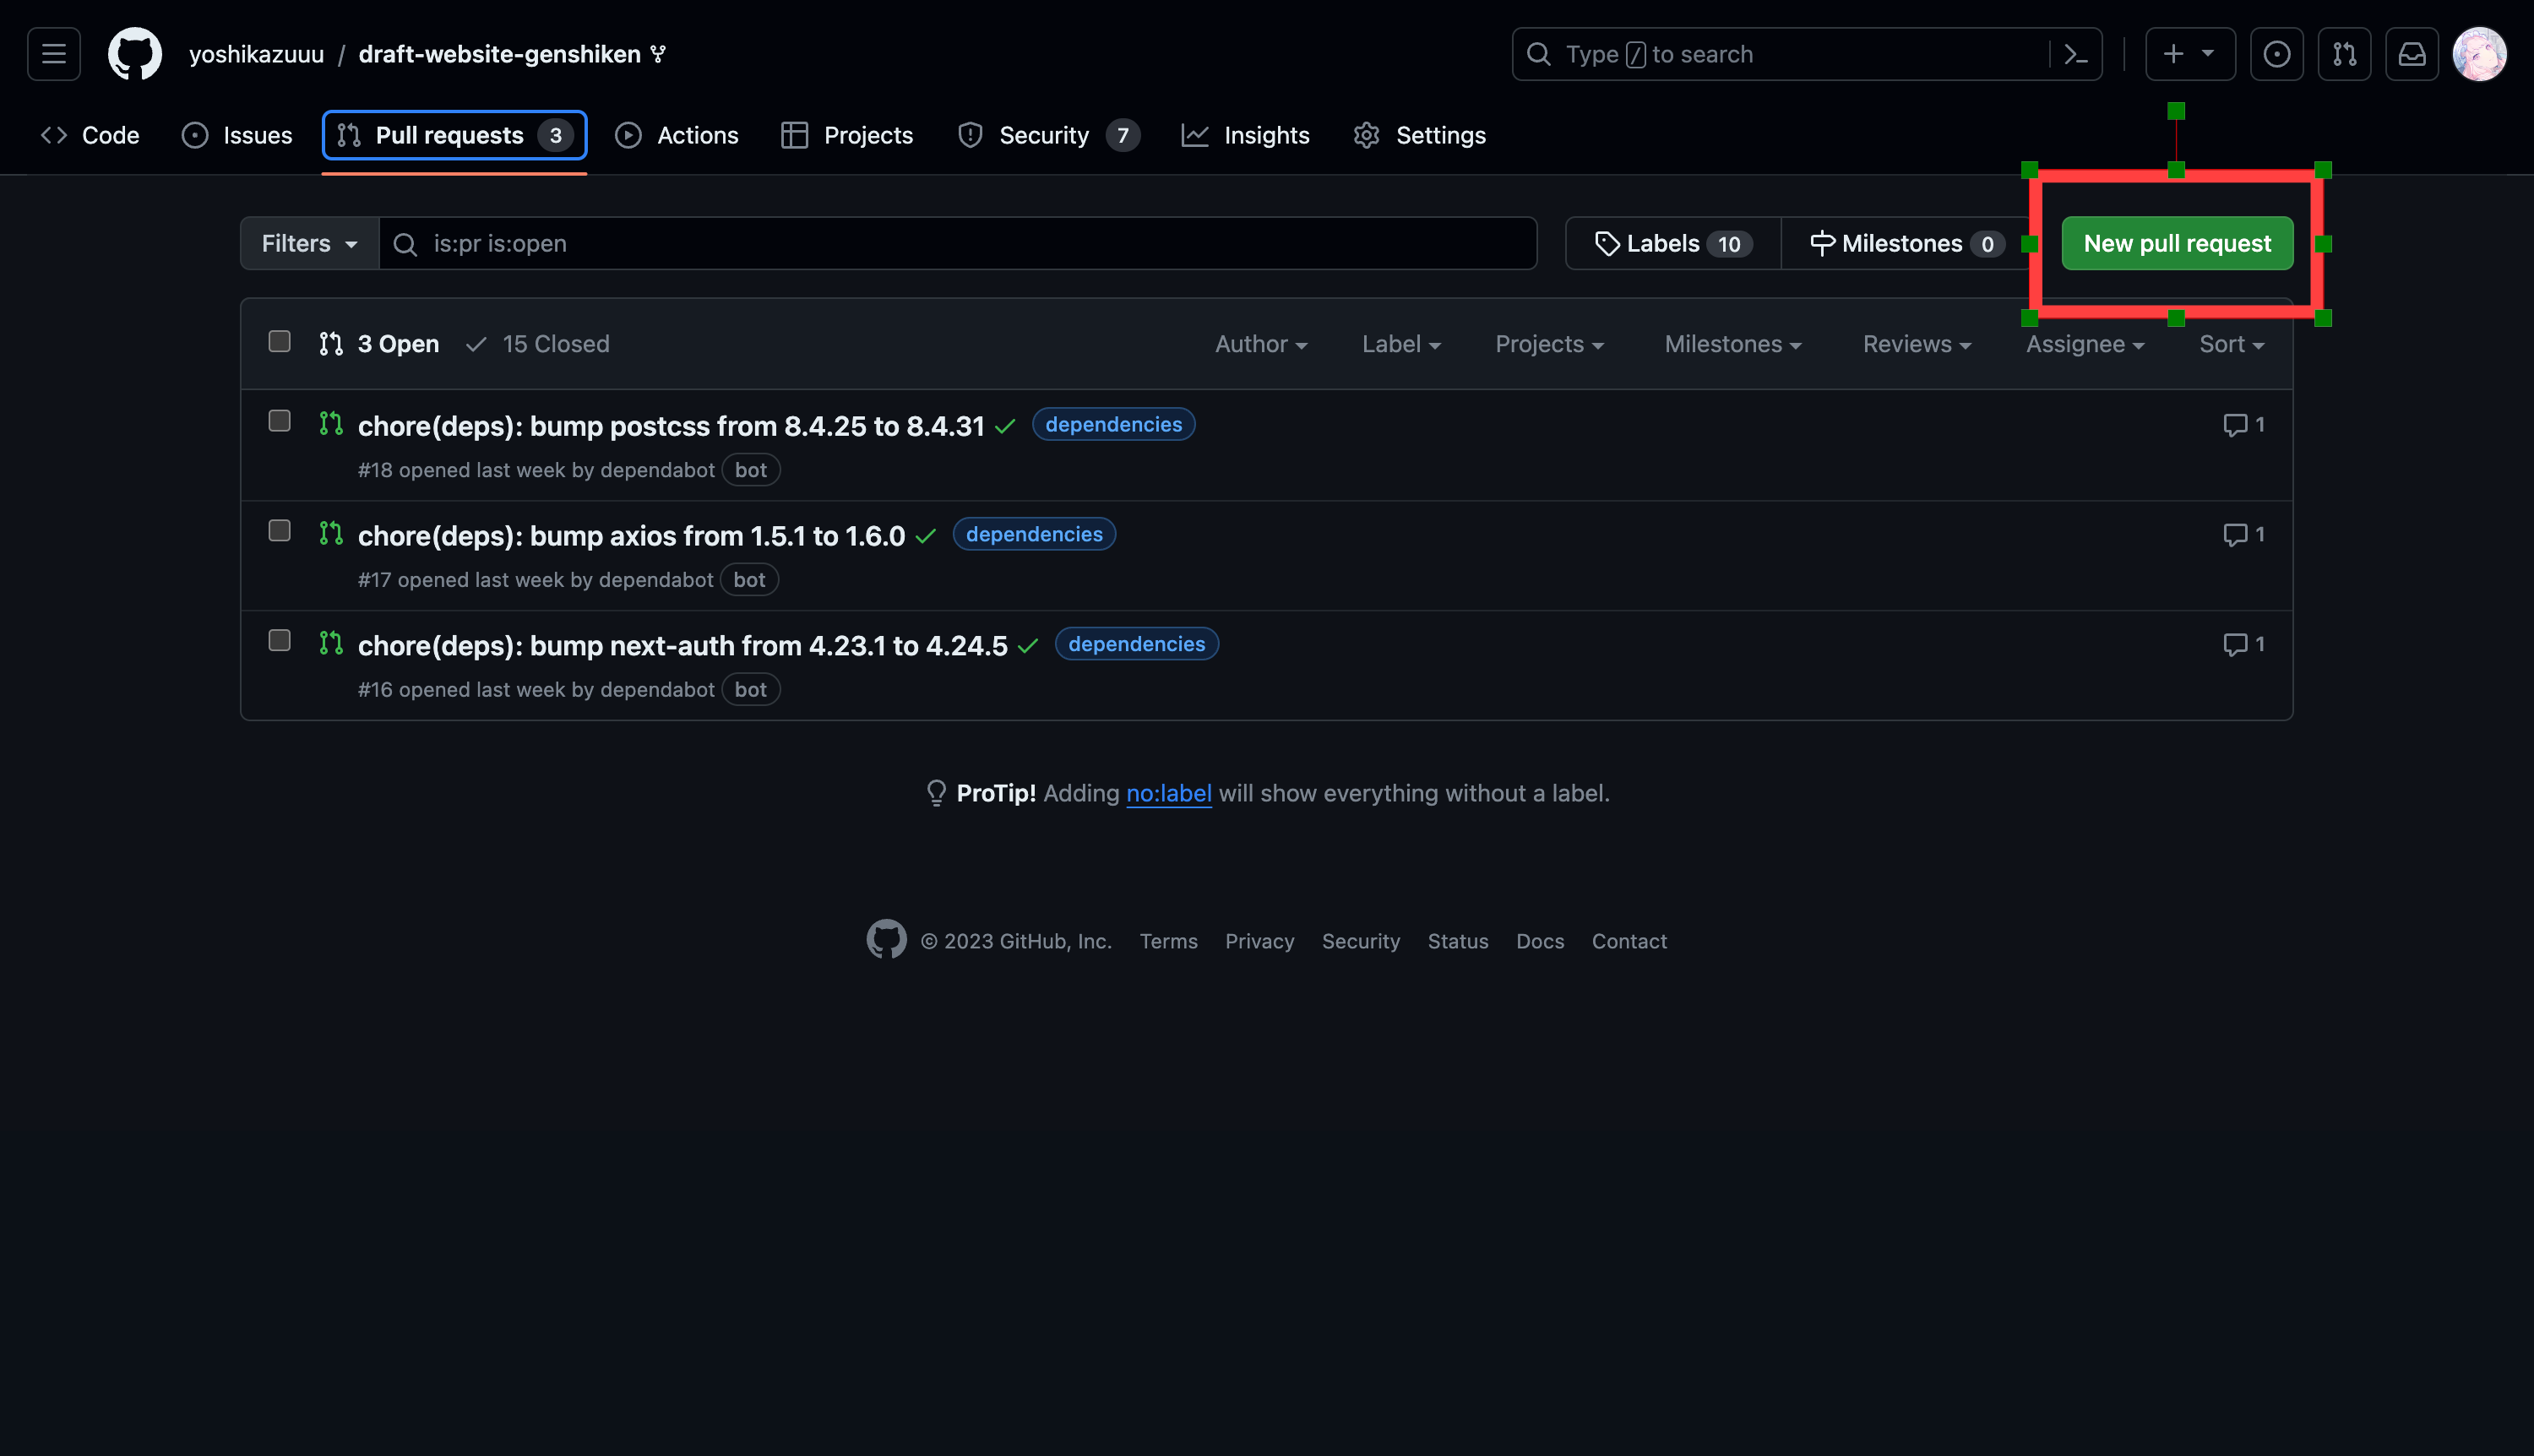 yoshikazuuu / draft-website-genshiken
Type / to search
Code Issues Pull requests 3 Actions Projects Security 7 Insights Settings
Filters is:pr is:open Labels 10 Milestones 0 New pull request
3 Open 15 Closed Author Label Projects Milestones Reviews Assignee Sort
chore(deps): bump postcss from 8.4.25 to 8.4.31 dependencies 1
#18 opened last week by dependabot bot
chore(deps): bump axios from 1.5.1 to 1.6.0 dependencies 1
#17 opened last week by dependabot bot
chore(deps): bump next-auth from 4.23.1 to 4.24.5 dependencies 1
#16 opened last week by dependabot bot
ProTip! Adding no:label will show everything without a label.
© 2023 GitHub, Inc. Terms Privacy Security Status Docs Contact